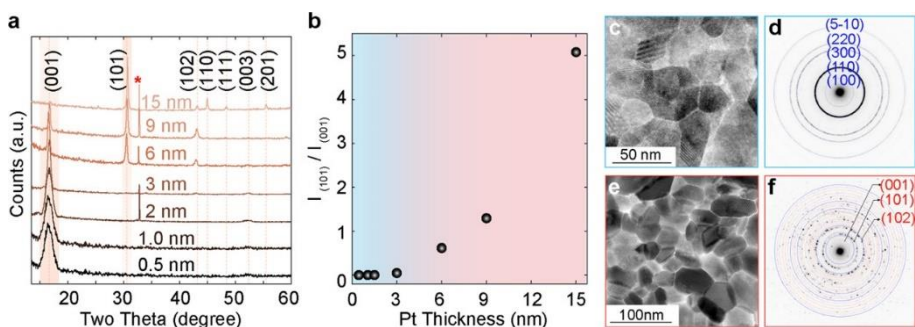 a
(001)
(101)
(102)
(110)
(111)
(003)
(201)
*
15 nm
9 nm
6 nm
3 nm
2 nm
1.0 nm
0.5 nm
Counts (a.u.)
20 30 40 50 60
Two Theta (degree)
b
5
4
3
2
1
0
I(101) / I(001)
0 3 6 9 12 15
Pt Thickness (nm)
c
50 nm
d
(5-10)
(220)
(300)
(110)
(100)
e
100nm
f
(001)
(101)
(102)